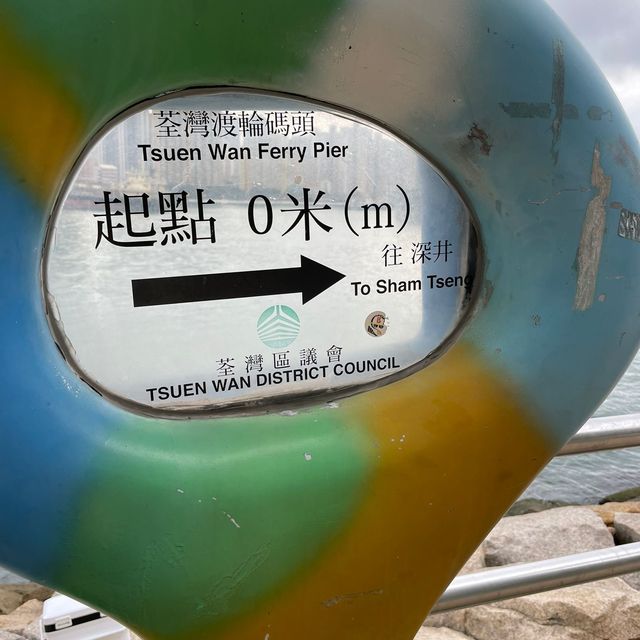 荃灣渡輪碼頭
Tsuen Wan Ferry Pier
起點 0米(m)
往 深井
To Sham Tseng
荃灣區議會
TSUEN WAN DISTRICT COUNCIL